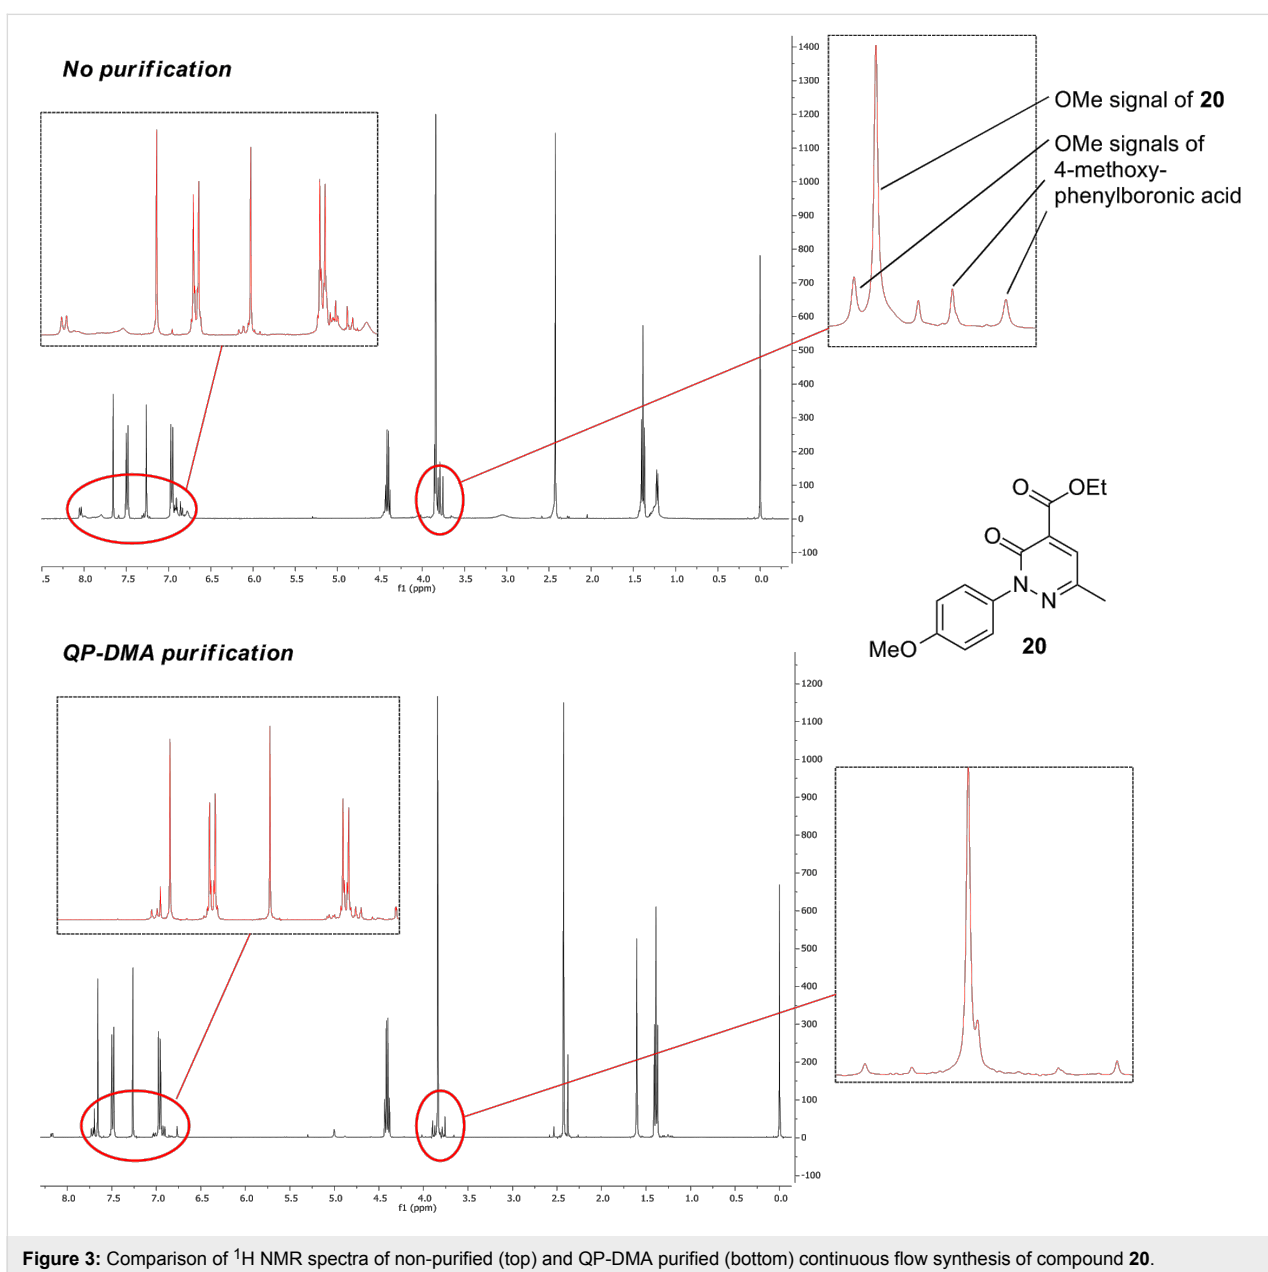 No purification
1400
1300
1200
1100
1000
900
800
700
600
500
400
300
200
100
0
-100
OMe signal of 20
OMe signals of
4-methoxy-
phenylboronic acid
.5 8.0 7.5 7.0 6.5 6.0 5.5 5.0 4.5 4.0 3.5 3.0 2.5 2.0 1.5 1.0 0.5 0.0
f1 (ppm)
O
OEt
O
N
N
MeO
20
QP-DMA purification
1200
1100
1000
900
800
700
600
500
400
300
200
100
0
-100
8.0 7.5 7.0 6.5 6.0 5.5 5.0 4.5 4.0 3.5 3.0 2.5 2.0 1.5 1.0 0.5 0.0
f1 (ppm)
Figure 3: Comparison of 1H NMR spectra of non-purified (top) and QP-DMA purified (bottom) continuous flow synthesis of compound 20.